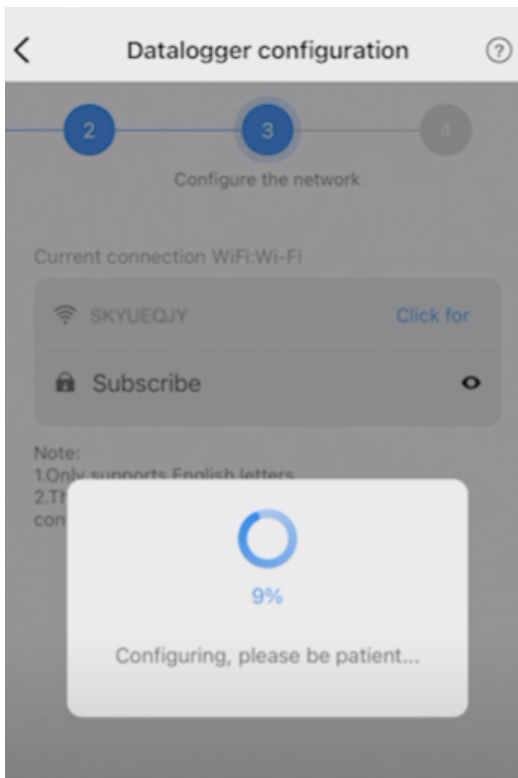 Datalogger configuration
?
2
3
4
Configure the network
Current connection WiFi:Wi-Fi
SKYUEQJY
Click for
Subscribe
Note:
1.Only supports English letters
2.Th
con
9%
Configuring, please be patient...